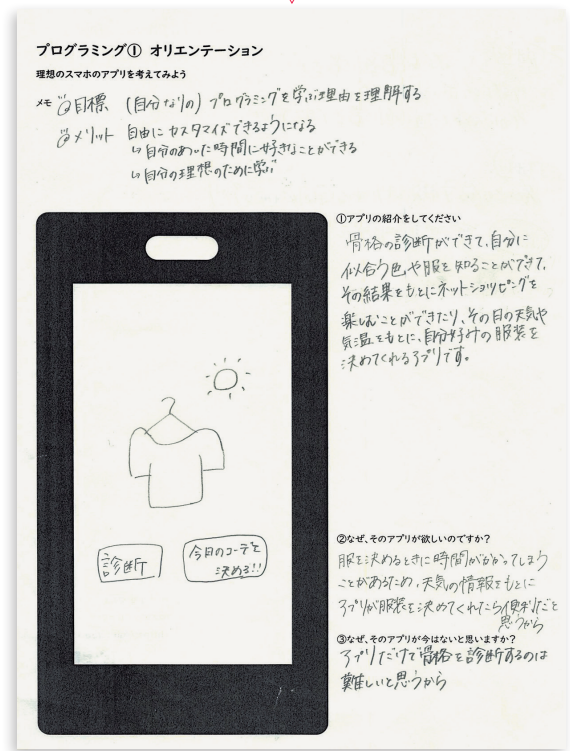 プログラミング① オリエンテーション
理想のスマホのアプリを考えてみよう
メモ 目標 (自分なりの) プログラミングを学ぶ理由を理解する
メリット 自由にカスタマイズできるようになる
↳自分のあいた時間に好きなことができる
↳自分の理想のために学ぶ
①アプリの紹介をしてください
骨格の診断ができて、自分に
似合う色や服を知ることができて、
その結果をもとにネットショッピングを
楽しむことができたり、その日の天気や
気温をもとに、自分好みの服装を
決めてくれるアプリです。
診断
今日のコーデを
決める!!
②なぜ、そのアプリが欲しいのですか?
服を決めるときに時間がかかってしまう
ことがあるため、天気の情報をもとに
アプリが服装を決めてくれたら便利だと
思うから
③なぜ、そのアプリが今はないと思いますか?
アプリだけで骨格を診断するのは
難しいと思うから